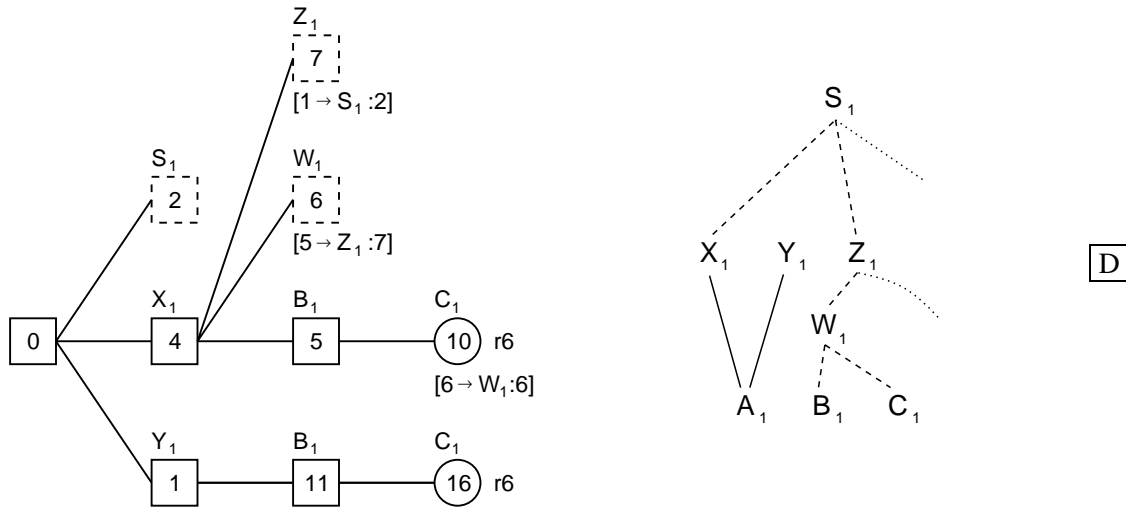 Z₁
7
[1 → S₁ :2]
S₁
S₁
W₁
2
6
[5 → Z₁ :7]
X₁ Y₁ Z₁
D
X₁ B₁ C₁
W₁
0 4 5 10 r6
[6 → W₁:6]
A₁ B₁ C₁
Y₁ B₁ C₁
1 11 16 r6